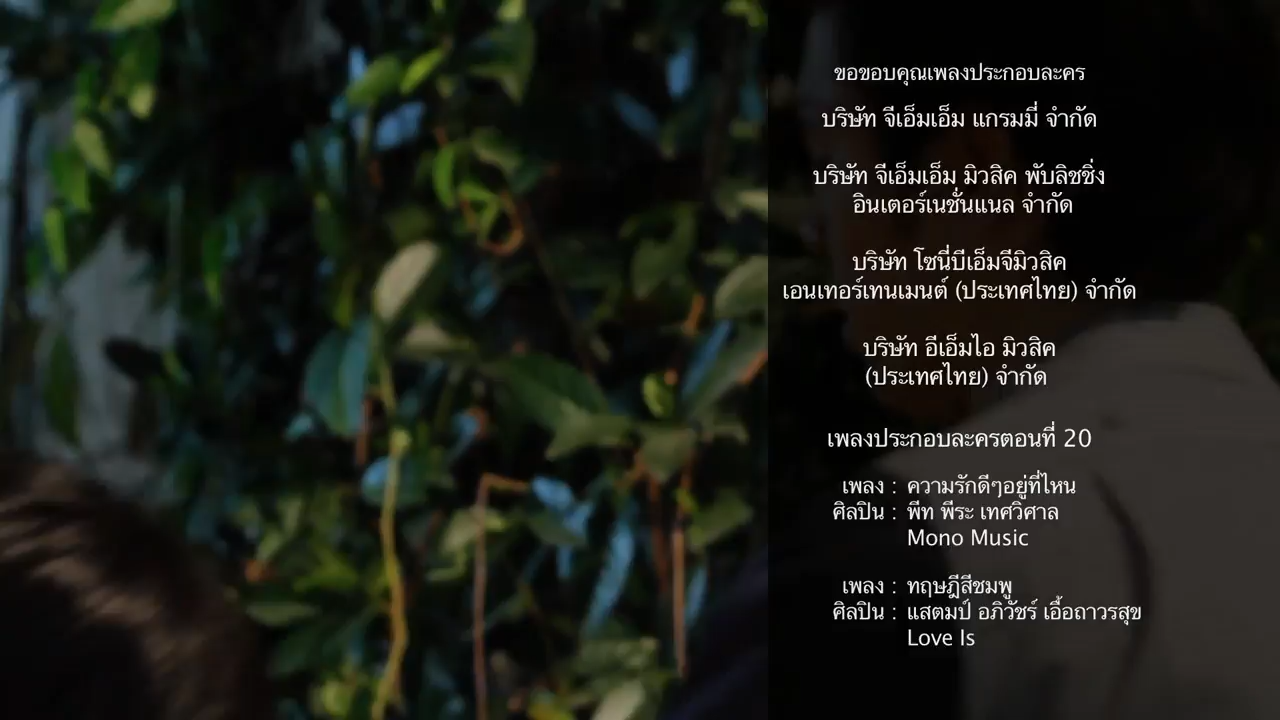 ขอขอบคุณเพลงประกอบละคร
บริษัท จีเอ็มเอ็ม แกรมมี่ จำกัด
บริษัท จีเอ็มเอ็ม มิวสิค พับลิชชิ่ง
อินเตอร์เนชั่นแนล จำกัด
บริษัท โซนี่บีเอ็มจีมิวสิค
เอนเทอร์เทนเมนต์ (ประเทศไทย) จำกัด
บริษัท อีเอ็มไอ มิวสิค
(ประเทศไทย) จำกัด
เพลงประกอบละครตอนที่ 20
เพลง : ความรักดีๆอยู่ที่ไหน
ศิลปิน : พีท พีระ เทศวิศาล
Mono Music
เพลง : ทฤษฎีสีชมพู
ศิลปิน : แสตมป์ อภิวัชร์ เอื้อถาวรสุข
Love Is